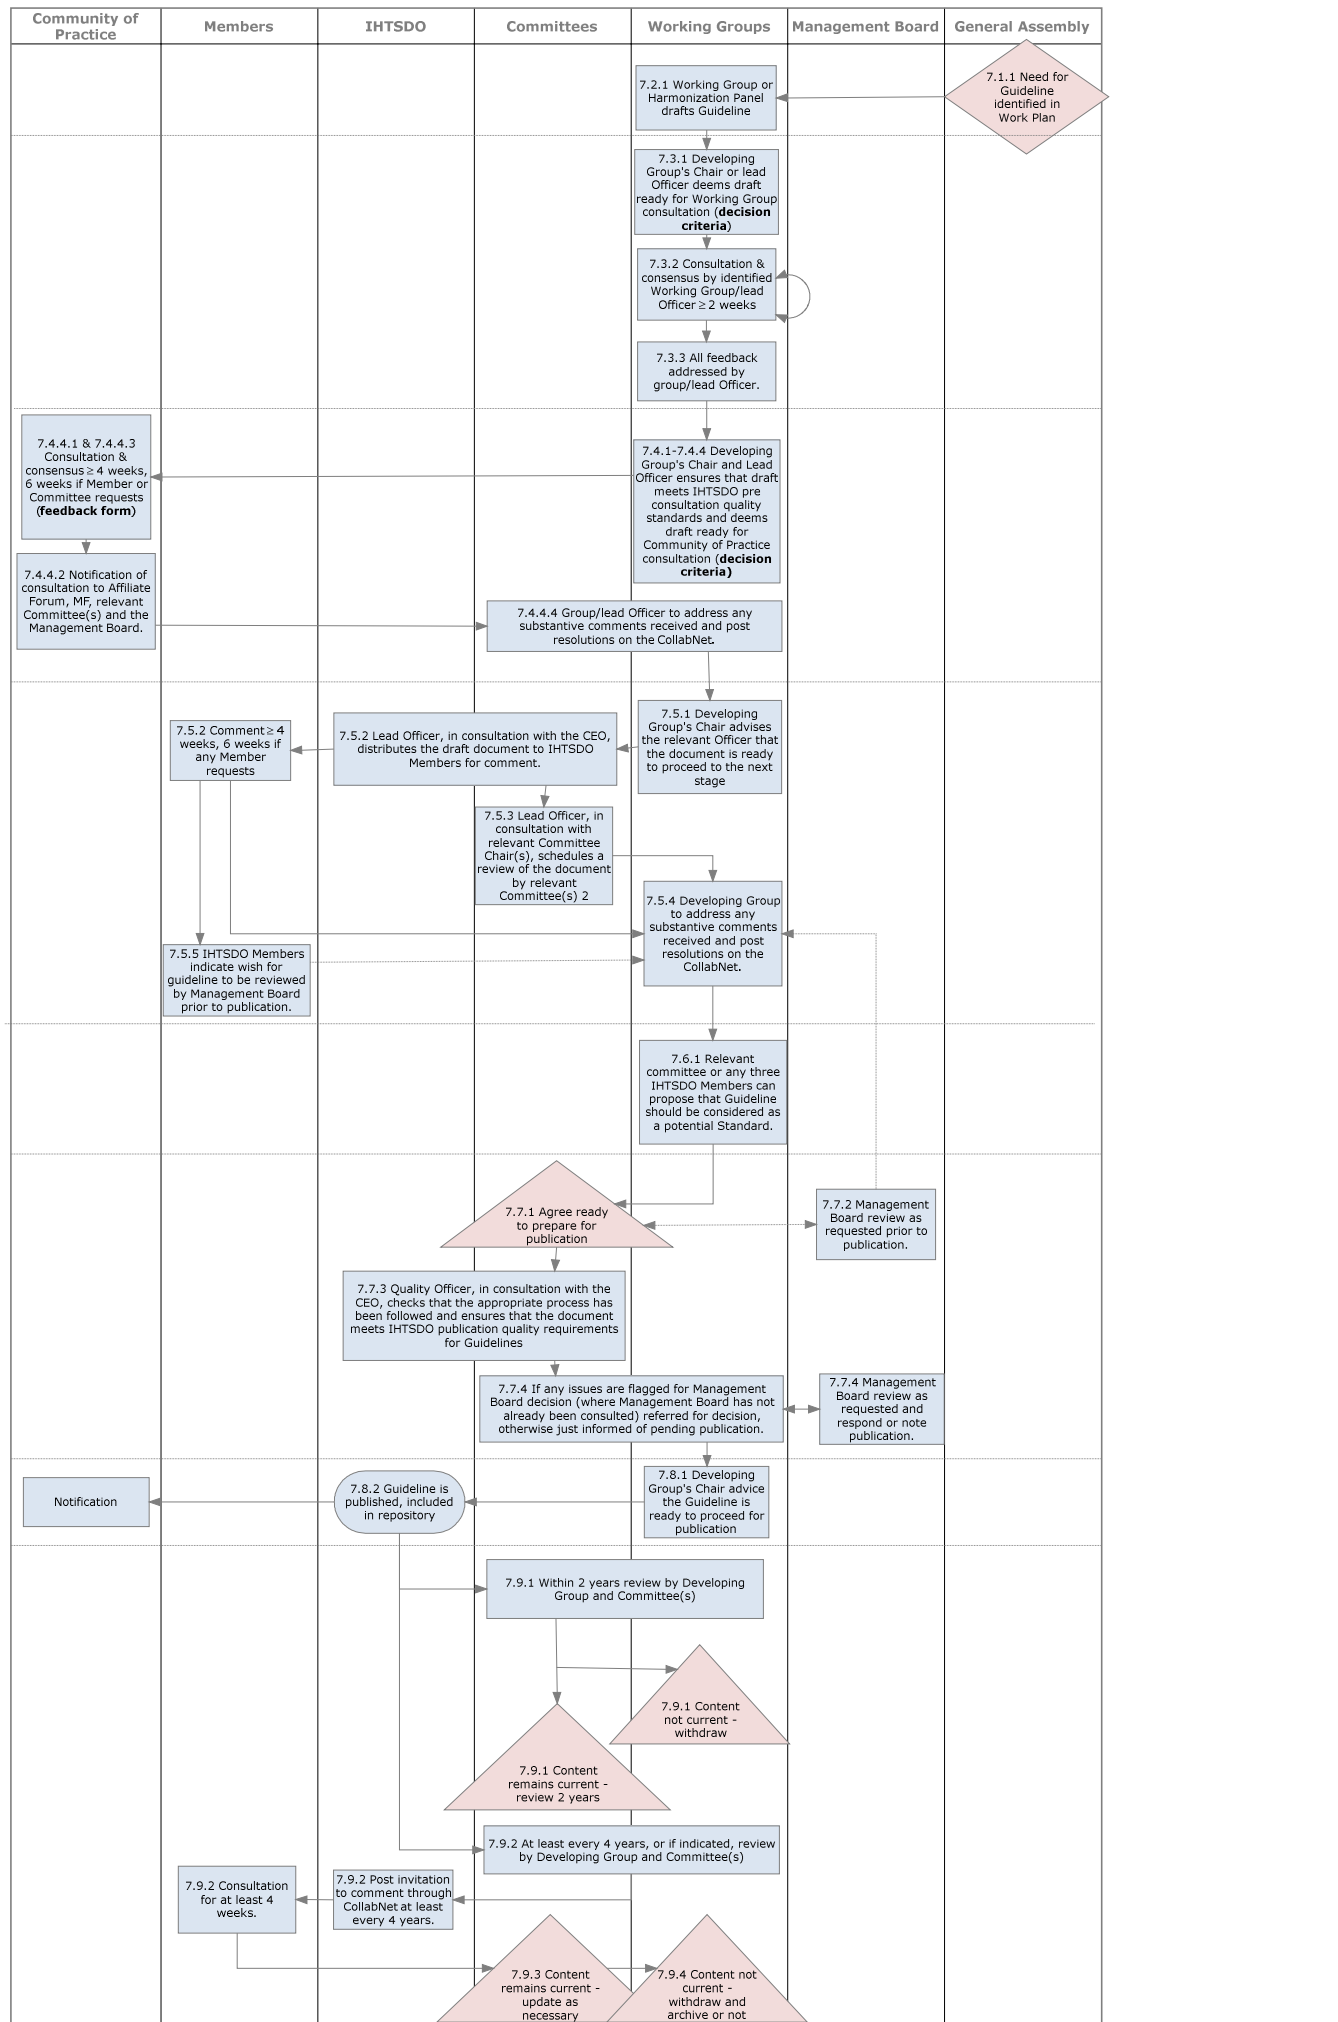 Community of
Practice
Members
IHTSDO
Committees
Working Groups
Management Board
General Assembly
7.1.1 Need for
Guideline
identified in
Work Plan
7.2.1 Working Group or
Harmonization Panel
drafts Guideline
7.3.1 Developing
Group's Chair or lead
Officer deems draft
ready for Working Group
consultation (decision
criteria)
7.3.2 Consultation &
consensus by identified
Working Group/lead
Officer ≥ 2 weeks
7.3.3 All feedback
addressed by
group/lead Officer.
7.4.4.1 & 7.4.4.3
Consultation &
consensus ≥ 4 weeks,
6 weeks if Member or
Committee requests
(feedback form)
7.4.1-7.4.4 Developing
Group's Chair and Lead
Officer ensures that draft
meets IHTSDO pre
consultation quality
standards and deems
draft ready for
Community of Practice
consultation (decision
criteria)
7.4.4.2 Notification of
consultation to Affiliate
Forum, MF, relevant
Committee(s) and the
Management Board.
7.4.4.4 Group/lead Officer to address any
substantive comments received and post
resolutions on the CollabNet.
7.5.1 Developing
Group's Chair advises
the relevant Officer that
the document is ready
to proceed to the next
stage
7.5.2 Lead Officer, in consultation with the CEO,
distributes the draft document to IHTSDO
Members for comment.
7.5.2 Comment ≥ 4
weeks, 6 weeks if
any Member
requests
7.5.3 Lead Officer, in
consultation with
relevant Committee
Chair(s), schedules a
review of the document
by relevant
Committee(s) 2
7.5.4 Developing Group
to address any
substantive comments
received and post
resolutions on the
CollabNet.
7.5.5 IHTSDO Members
indicate wish for
guideline to be reviewed
by Management Board
prior to publication.
7.6.1 Relevant
committee or any three
IHTSDO Members can
propose that Guideline
should be considered as
a potential Standard.
7.7.1 Agree ready
to prepare for
publication
7.7.2 Management
Board review as
requested prior to
publication.
7.7.3 Quality Officer, in consultation with the
CEO, checks that the appropriate process has
been followed and ensures that the document
meets IHTSDO publication quality requirements
for Guidelines
7.7.4 If any issues are flagged for Management
Board decision (where Management Board has not
already been consulted) referred for decision,
otherwise just informed of pending publication.
7.7.4 Management
Board review as
requested and
respond or note
publication.
Notification
7.8.2 Guideline is
published, included
in repository
7.8.1 Developing
Group's Chair advice
the Guideline is
ready to proceed for
publication
7.9.1 Within 2 years review by Developing
Group and Committee(s)
7.9.1 Content
not current -
withdraw
7.9.1 Content
remains current -
review 2 years
7.9.2 At least every 4 years, or if indicated, review
by Developing Group and Committee(s)
7.9.2 Consultation
for at least 4
weeks.
7.9.2 Post invitation
to comment through
CollabNet at least
every 4 years.
7.9.3 Content
remains current -
update as
necessary
7.9.4 Content not
current -
withdraw and
archive or not